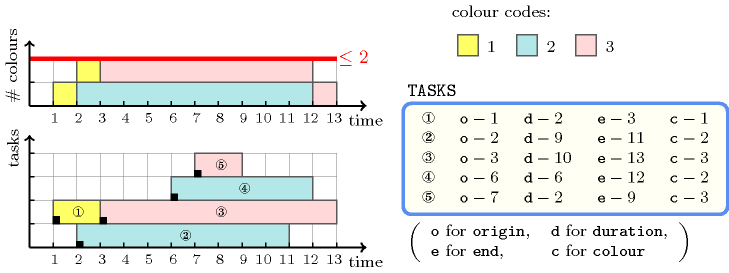 colour codes:
1 2 3
# colours
≤ 2
1 2 3 4 5 6 7 8 9 10 11 12 13 time
tasks
⑤
④
① ③
②
1 2 3 4 5 6 7 8 9 10 11 12 13 time
TASKS
① o – 1 d – 2 e – 3 c – 1
② o – 2 d – 9 e – 11 c – 2
③ o – 3 d – 10 e – 13 c – 3
④ o – 6 d – 6 e – 12 c – 2
⑤ o – 7 d – 2 e – 9 c – 3
( o for origin, d for duration,
e for end, c for colour )